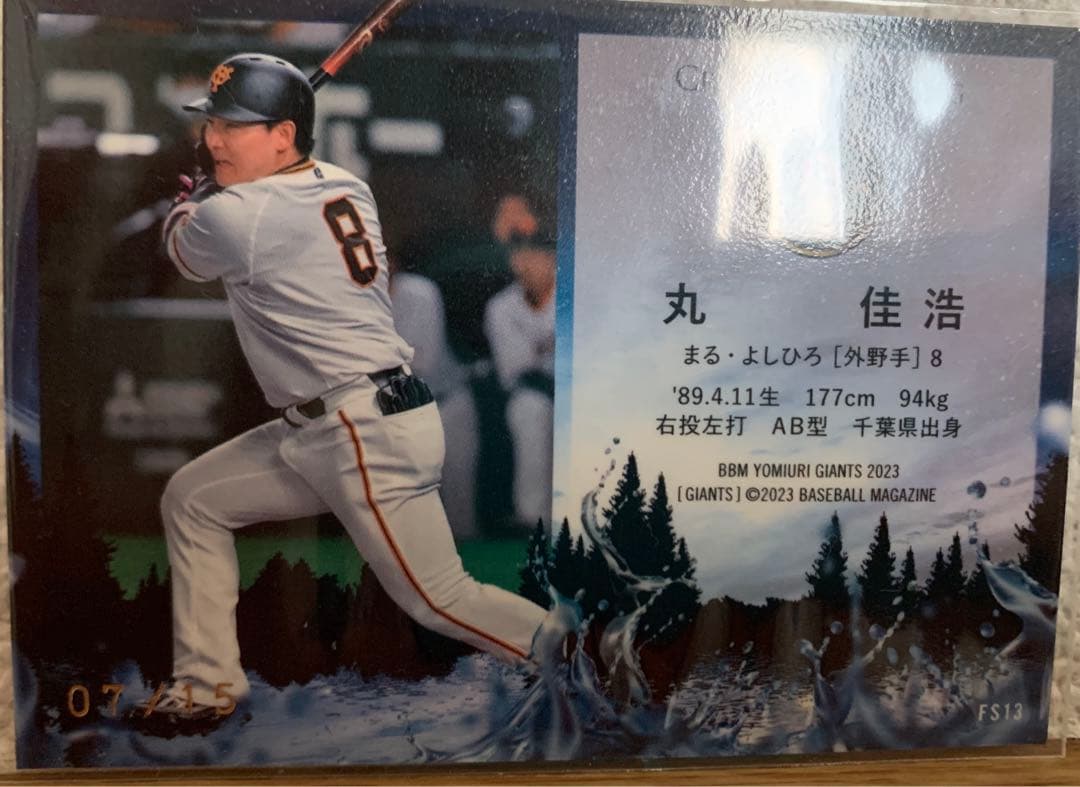 8
丸 佳浩
まる・よしひろ [外野手] 8
'89.4.11生 177cm 94kg
右投左打 AB型 千葉県出身
BBM YOMIURI GIANTS 2023
[GIANTS] ©2023 BASEBALL MAGAZINE
07/15
FS13